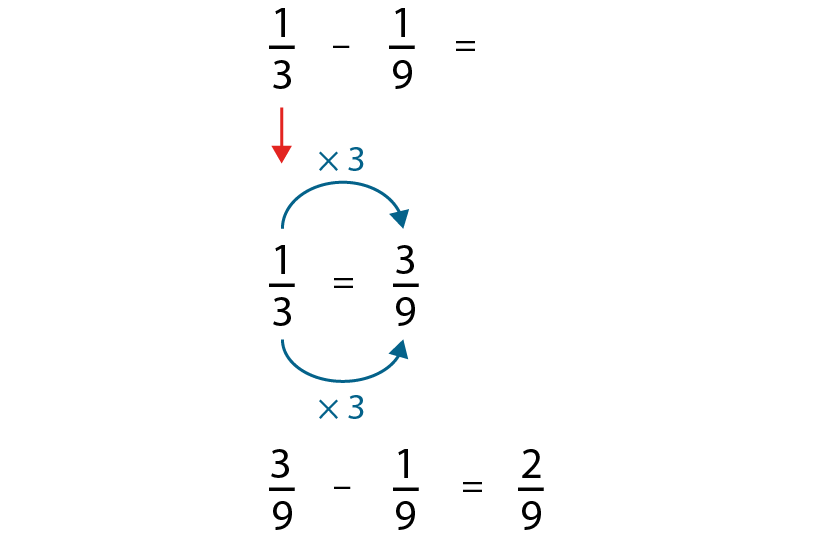 1/3 – 1/9 =
× 3
1/3 = 3/9
× 3
3/9 – 1/9 = 2/9